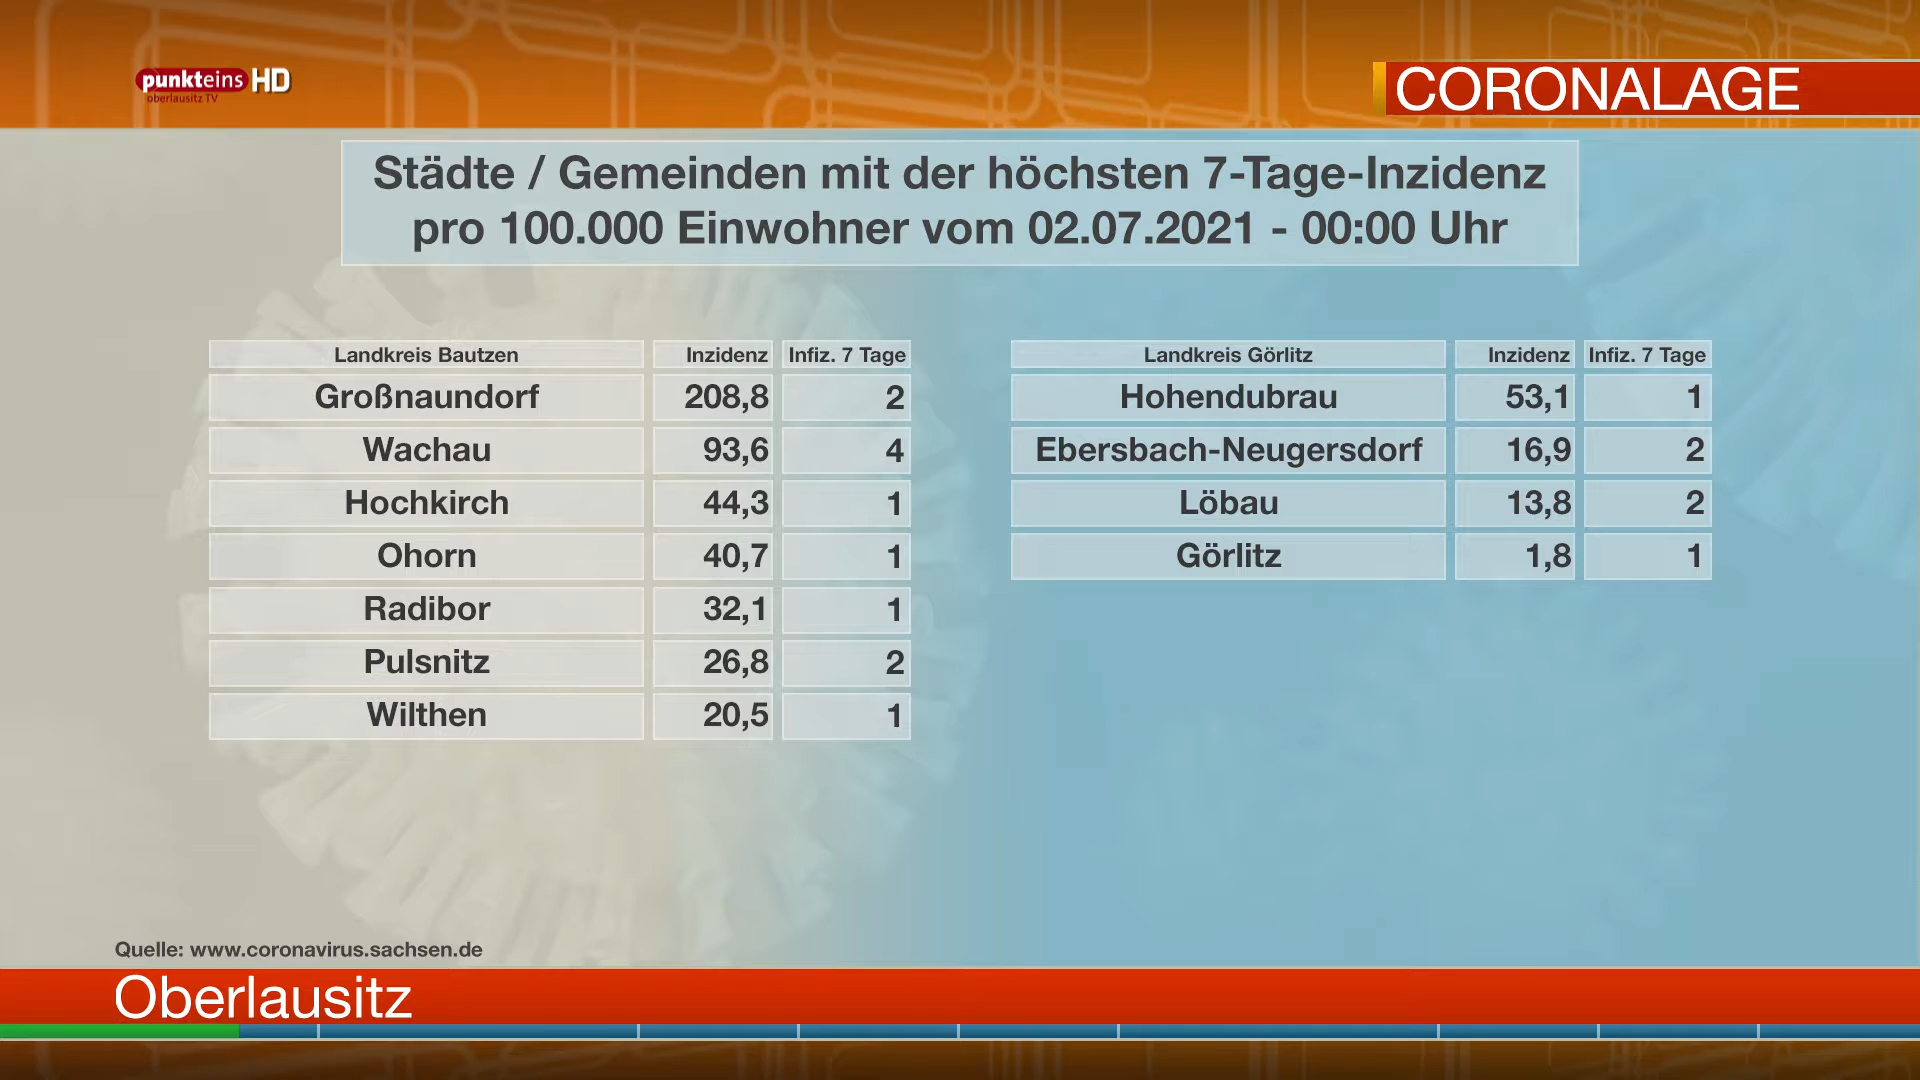 punkteins HD
oberlausitz TV
CORONALAGE
Städte / Gemeinden mit der höchsten 7-Tage-Inzidenz
pro 100.000 Einwohner vom 02.07.2021 - 00:00 Uhr
Landkreis Bautzen Inzidenz Infiz. 7 Tage
Großnaundorf 208,8 2
Wachau 93,6 4
Hochkirch 44,3 1
Ohorn 40,7 1
Radibor 32,1 1
Pulsnitz 26,8 2
Wilthen 20,5 1
Landkreis Görlitz Inzidenz Infiz. 7 Tage
Hohendubrau 53,1 1
Ebersbach-Neugersdorf 16,9 2
Löbau 13,8 2
Görlitz 1,8 1
Quelle: www.coronavirus.sachsen.de
Oberlausitz